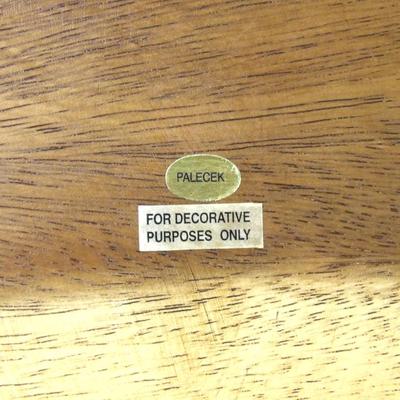 PALECEK
FOR DECORATIVE
PURPOSES ONLY